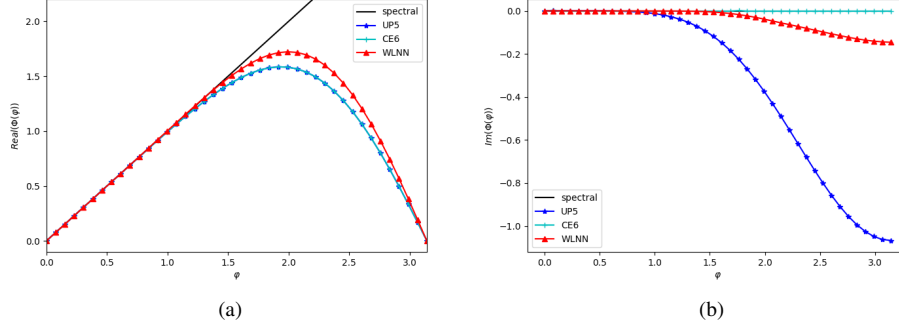 Real(Φ(φ))
2.0
1.5
1.0
0.5
0.0
0.0 0.5 1.0 1.5 2.0 2.5 3.0
φ
spectral
UP5
CE6
WLNN
(a)
Im(Φ(φ))
0.0
−0.2
−0.4
−0.6
−0.8
−1.0
0.0 0.5 1.0 1.5 2.0 2.5 3.0
φ
spectral
UP5
CE6
WLNN
(b)